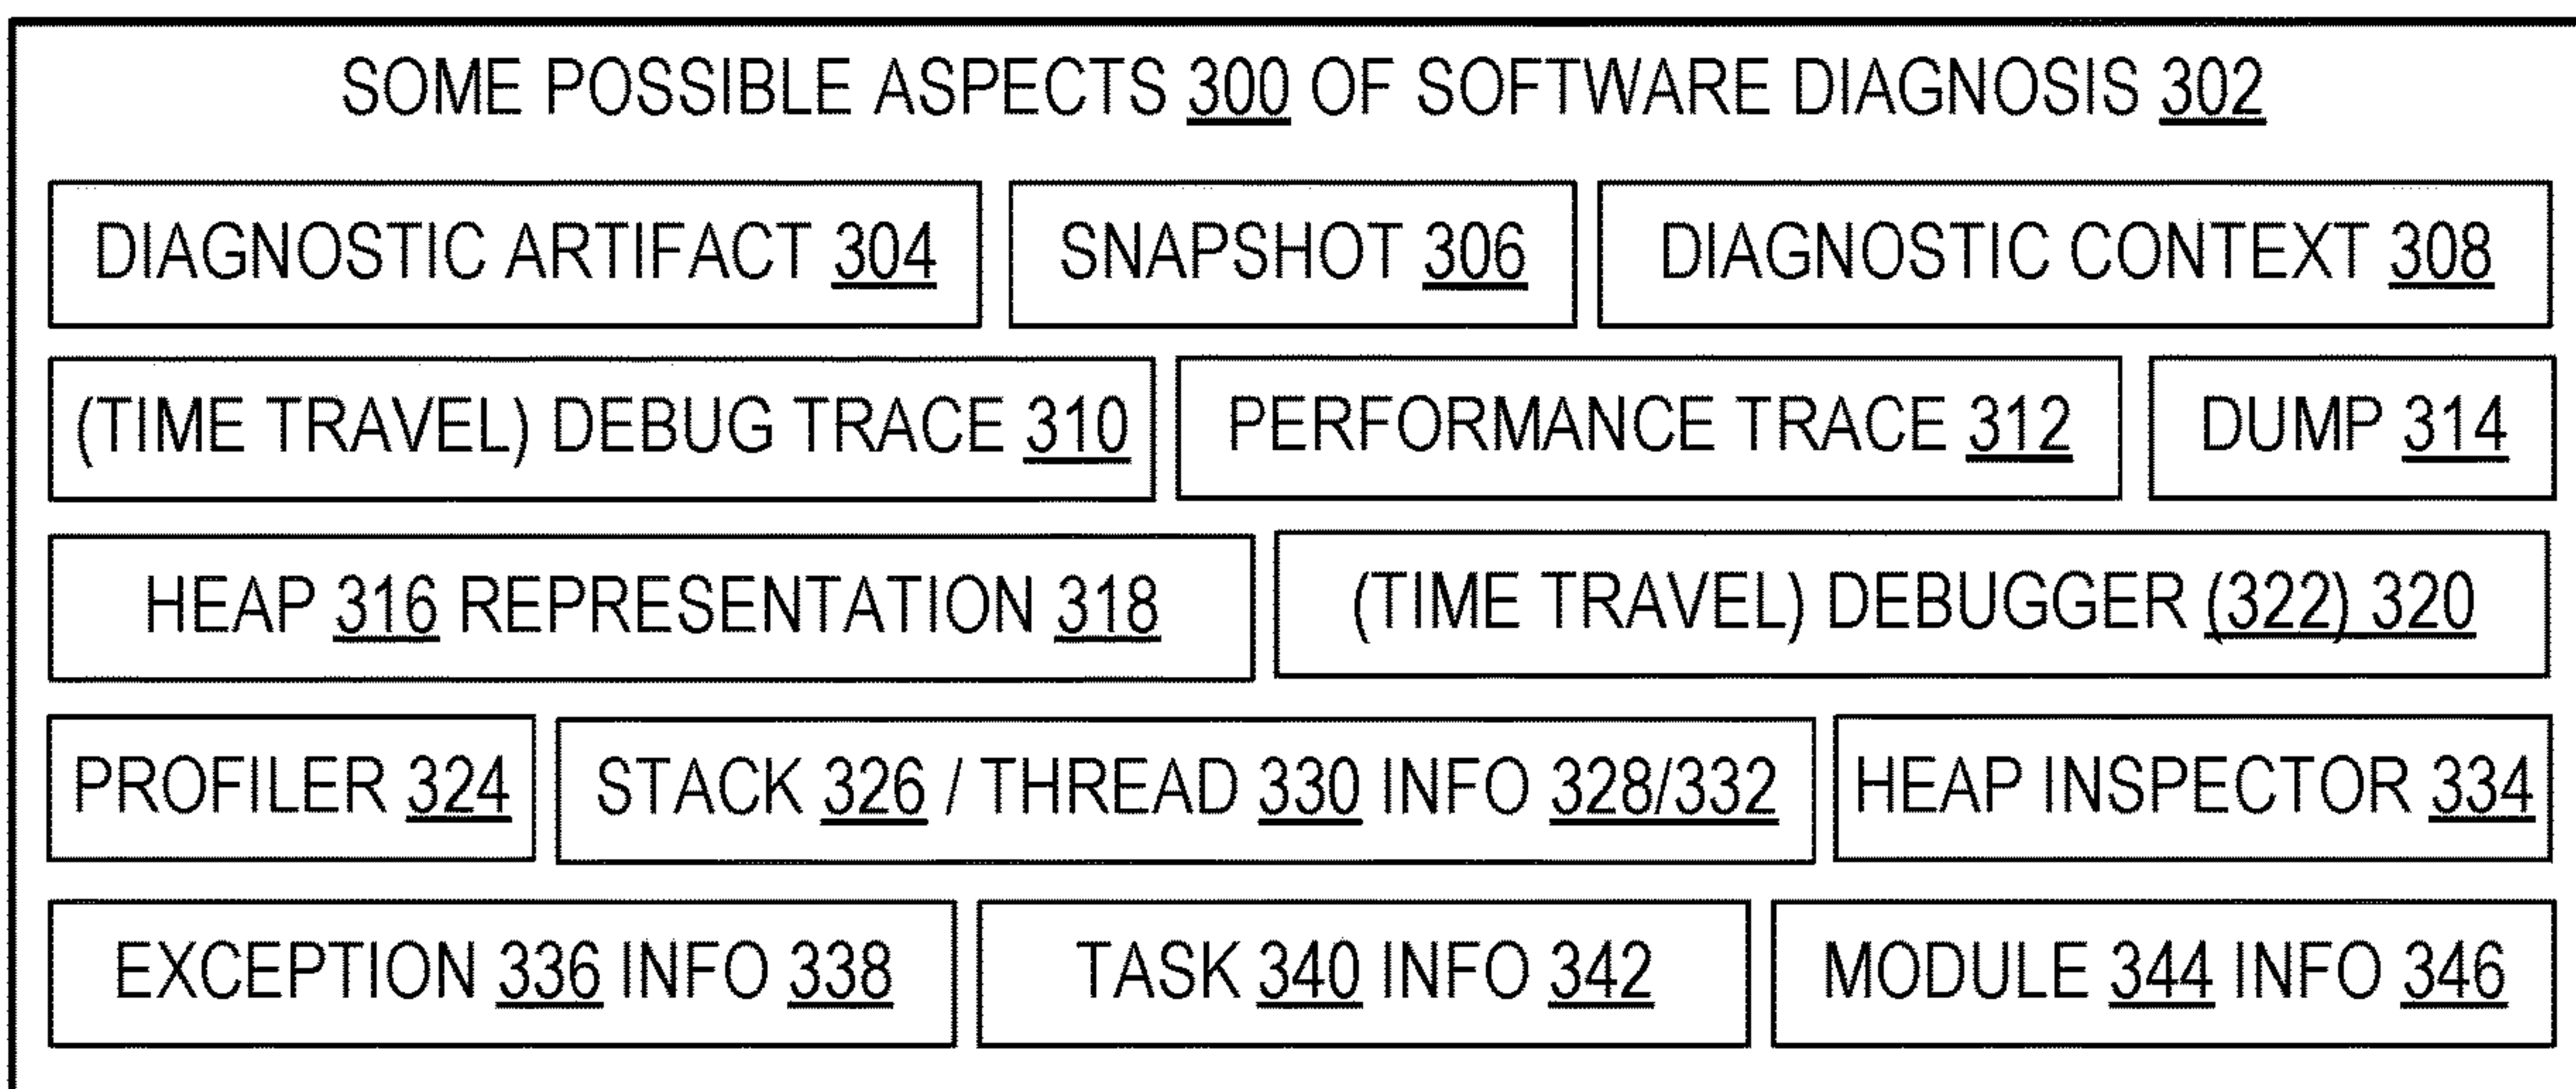 SOME POSSIBLE ASPECTS 300 OF SOFTWARE DIAGNOSIS 302
DIAGNOSTIC ARTIFACT 304
SNAPSHOT 306
DIAGNOSTIC CONTEXT 308
(TIME TRAVEL) DEBUG TRACE 310
PERFORMANCE TRACE 312
DUMP 314
HEAP 316 REPRESENTATION 318
(TIME TRAVEL) DEBUGGER (322) 320
PROFILER 324
STACK 326 / THREAD 330 INFO 328/332
HEAP INSPECTOR 334
EXCEPTION 336 INFO 338
TASK 340 INFO 342
MODULE 344 INFO 346